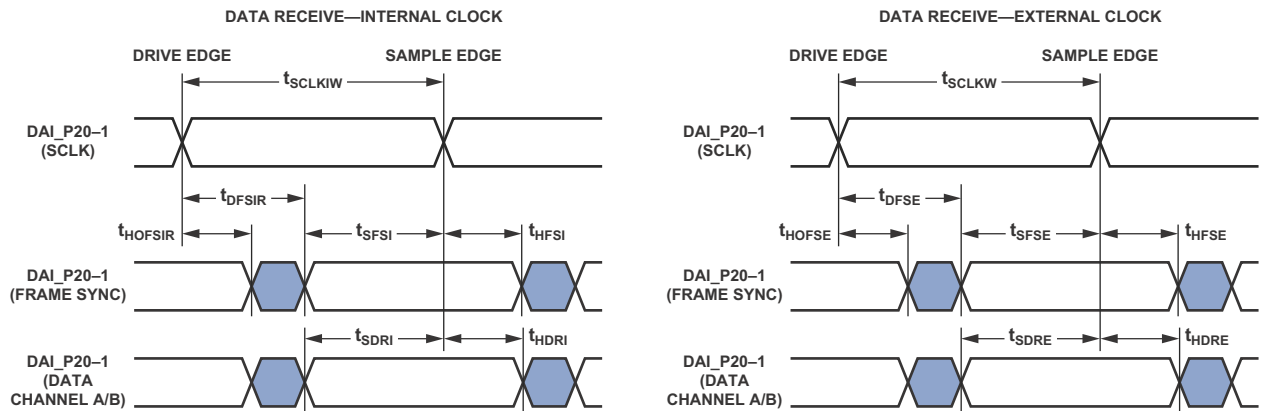 DATA RECEIVE—INTERNAL CLOCK
DRIVE EDGE
SAMPLE EDGE
tSCLKIW
DAI_P20–1
(SCLK)
tDFSIR
tHOFSIR
tSFSI
tHFSI
DAI_P20–1
(FRAME SYNC)
tSDRI
tHDRI
DAI_P20–1
(DATA
CHANNEL A/B)
DATA RECEIVE—EXTERNAL CLOCK
DRIVE EDGE
SAMPLE EDGE
tSCLKW
DAI_P20–1
(SCLK)
tDFSE
tHOFSE
tSFSE
tHFSE
DAI_P20–1
(FRAME SYNC)
tSDRE
tHDRE
DAI_P20–1
(DATA
CHANNEL A/B)